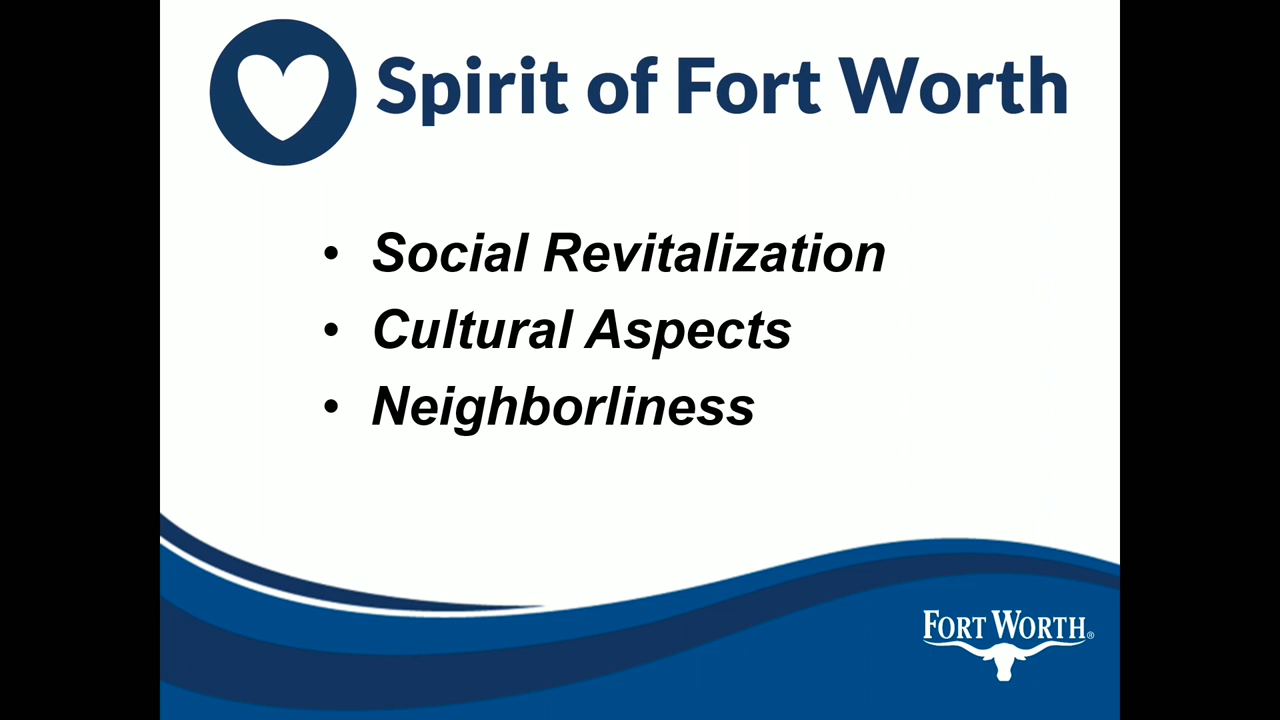 Spirit of Fort Worth
• Social Revitalization
• Cultural Aspects
• Neighborliness
FORT WORTH®